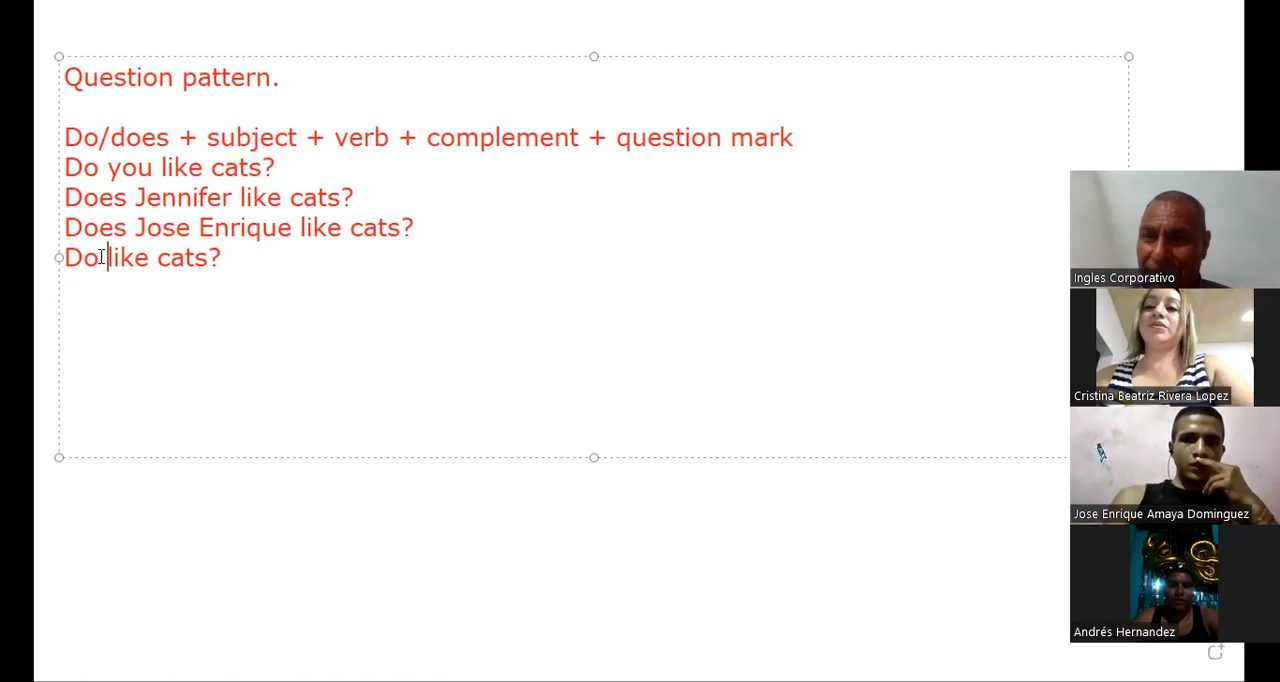 Question pattern.
Do/does + subject + verb + complement + question mark
Do you like cats?
Does Jennifer like cats?
Does Jose Enrique like cats?
Do like cats?
Ingles Corporativo
Cristina Beatriz Rivera Lopez
Jose Enrique Amaya Dominguez
Andrés Hernandez